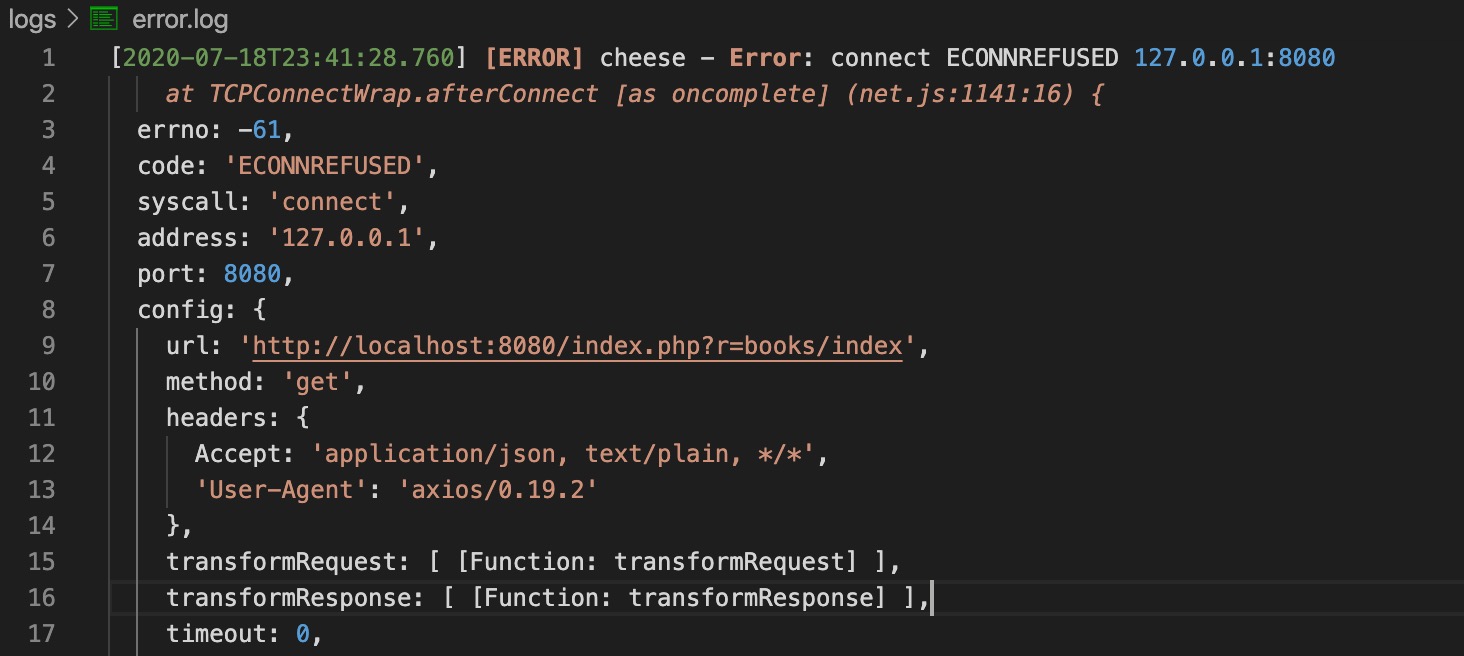 logs > error.log
1 [2020-07-18T23:41:28.760] [ERROR] cheese - Error: connect ECONNREFUSED 127.0.0.1:8080
2     at TCPConnectWrap.afterConnect [as oncomplete] (net.js:1141:16) {
3   errno: -61,
4   code: 'ECONNREFUSED',
5   syscall: 'connect',
6   address: '127.0.0.1',
7   port: 8080,
8   config: {
9     url: 'http://localhost:8080/index.php?r=books/index',
10     method: 'get',
11     headers: {
12       Accept: 'application/json, text/plain, */*',
13       'User-Agent': 'axios/0.19.2'
14     },
15     transformRequest: [ [Function: transformRequest] ],
16     transformResponse: [ [Function: transformResponse] ],
17     timeout: 0,